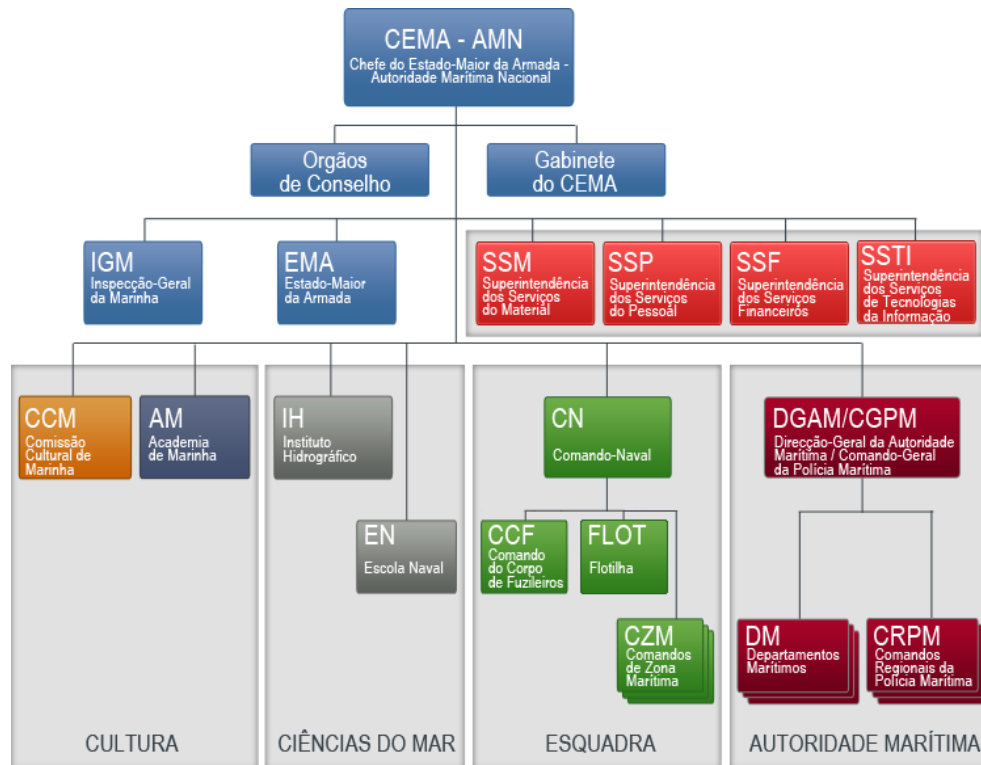 CEMA - AMN
Chefe do Estado-Maior da Armada -
Autoridade Marítima Nacional
Orgãos
de Conselho
Gabinete
do CEMA
IGM
Inspecção-Geral
da Marinha
EMA
Estado-Maior
da Armada
SSM
Superintendência
dos Serviços
do Material
SSP
Superintendência
dos Serviços
do Pessoal
SSF
Superintendência
dos Serviços
Financeiros
SSTI
Superintendência
dos Serviços
de Tecnologias
da Informação
CCM
Comissão
Cultural de
Marinha
AM
Academia
de Marinha
IH
Instituto
Hidrográfico
EN
Escola Naval
CN
Comando-Naval
CCF
Comando
do Corpo
de Fuzileiros
FLOT
Flotilha
CZM
Comandos
de Zona
Marítima
DGAM/CGPM
Direcção-Geral da Autoridade
Marítima / Comando-Geral
da Polícia Marítima
DM
Departamentos
Marítimos
CRPM
Comandos
Regionais da
Polícia Marítima
CULTURA
CIÊNCIAS DO MAR
ESQUADRA
AUTORIDADE MARÍTIMA